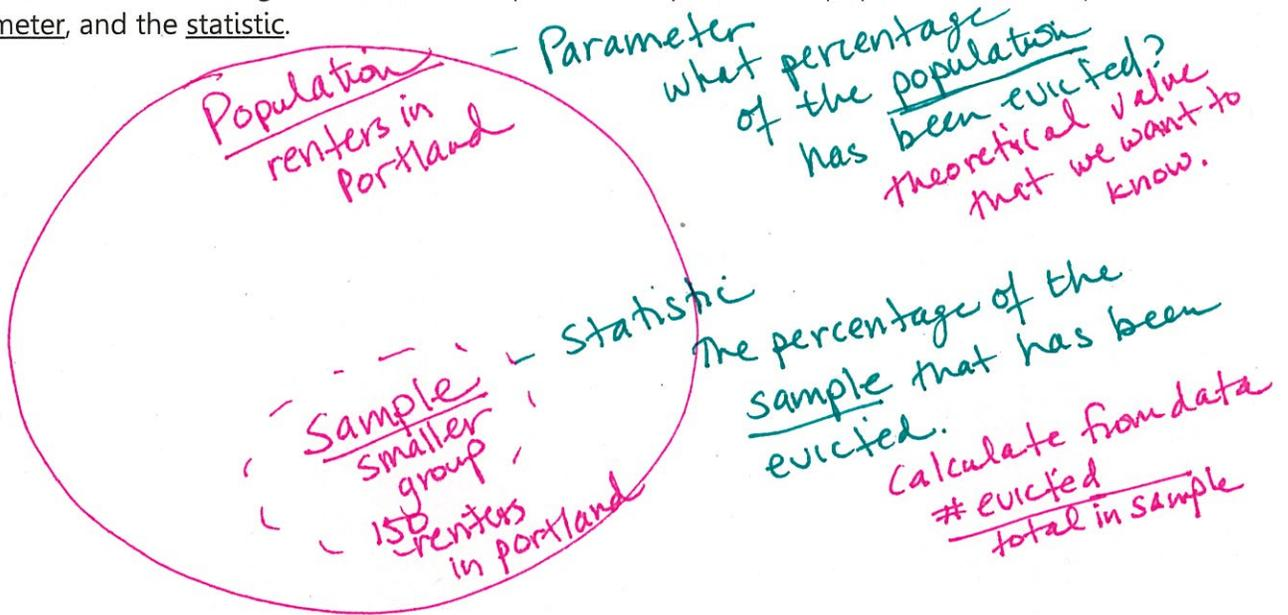 meter, and the statistic.
Population
renters in
Portland
- Parameter
what percentage
of the population
has been evicted?
theoretical value
that we want to
know.
- Statistic
The percentage of the
sample that has been
evicted.
Calculate from data
# evicted
total in sample
Sample
smaller
group
150
renters
in portland